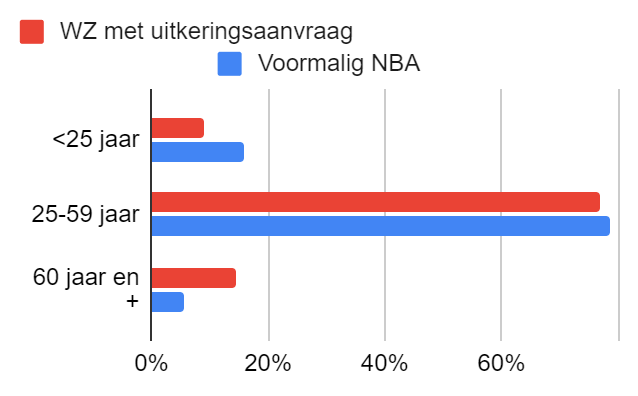 WZ met uitkeringsaanvraag
Voormalig NBA
<25 jaar
25-59 jaar
60 jaar en
+
0%
20%
40%
60%